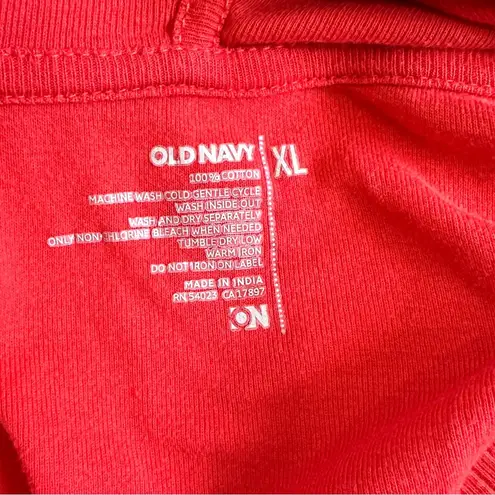 OLD NAVY
XL
100% COTTON
MACHINE WASH COLD GENTLE CYCLE
WASH INSIDE OUT
WASH AND DRY SEPARATELY
ONLY NON CHLORINE BLEACH WHEN NEEDED
TUMBLE DRY LOW
WARM IRON
DO NOT IRON ON LABEL
MADE IN INDIA
RN 54023 CA17897
ON